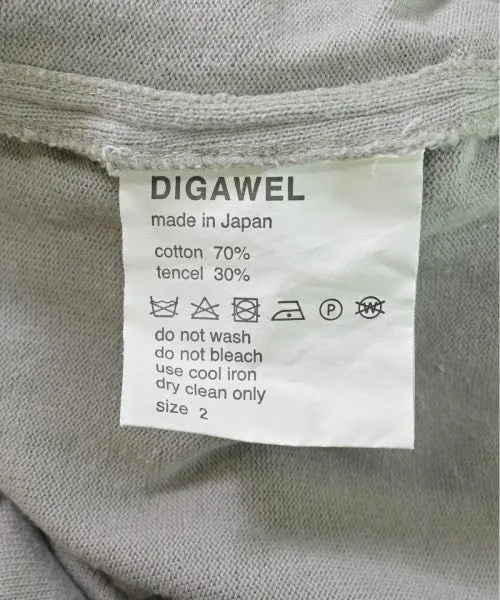 DIGAWEL
made in Japan
cotton 70%
tencel 30%
P W
do not wash
do not bleach
use cool iron
dry clean only
size 2